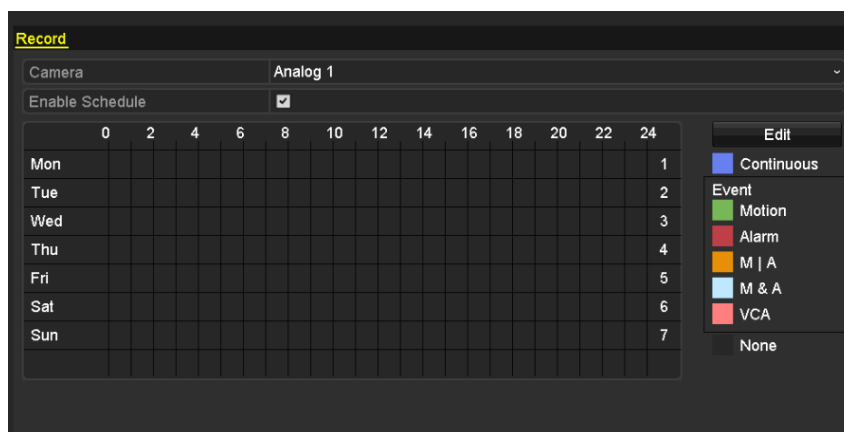 Record
Camera Analog 1
Enable Schedule
0 2 4 6 8 10 12 14 16 18 20 22 24
Edit
Mon 1
Continuous
Tue 2
Event
Motion
Wed 3
Alarm
Thu 4
M | A
Fri 5
M & A
Sat 6
VCA
Sun 7
None